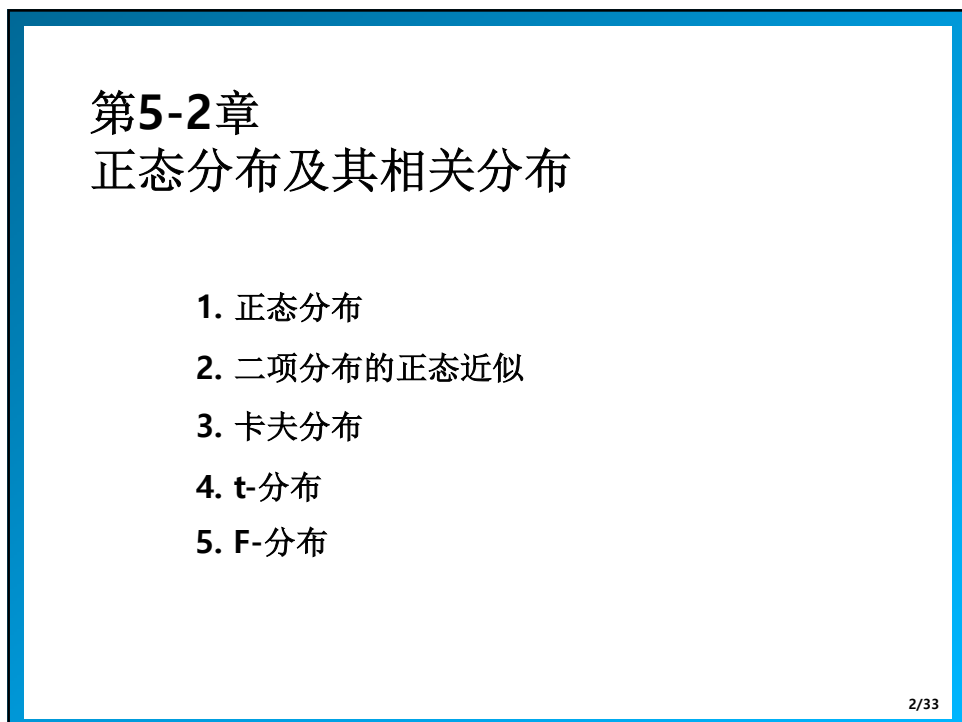 第5-2章
正态分布及其相关分布
1. 正态分布
2. 二项分布的正态近似
3. 卡夫分布
4. t-分布
5. F-分布
2/33